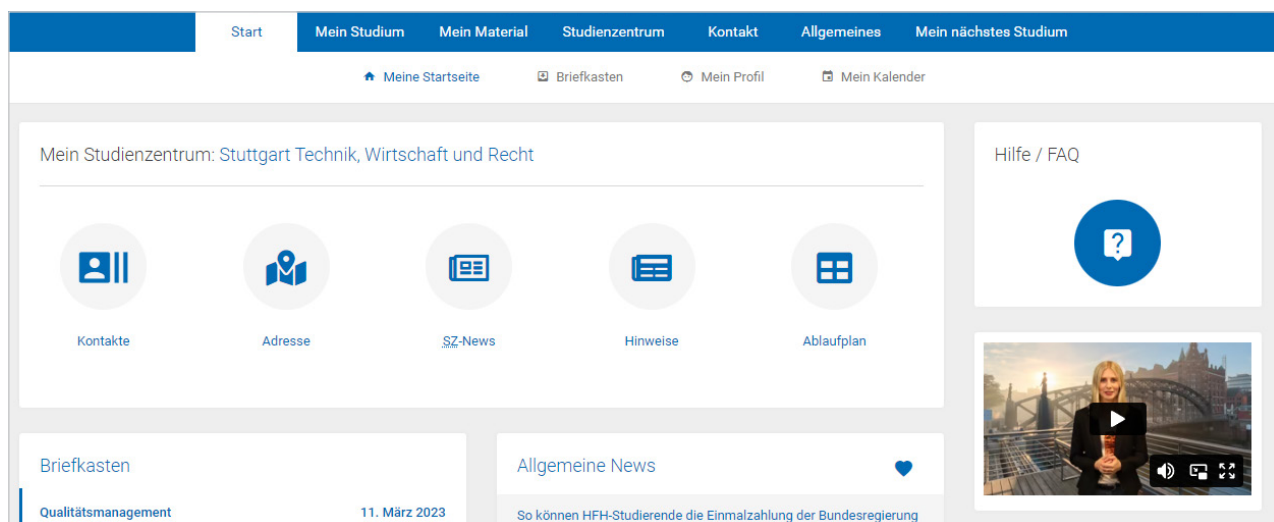 Start Mein Studium Mein Material Studienzentrum Kontakt Allgemeines Mein nächstes Studium
Meine Startseite Briefkasten Mein Profil Mein Kalender
Mein Studienzentrum: Stuttgart Technik, Wirtschaft und Recht
Kontakte Adresse SZ-News Hinweise Ablaufplan
Hilfe / FAQ
?
Briefkasten
Qualitätsmanagement 11. März 2023
Allgemeine News
So können HFH-Studierende die Einmalzahlung der Bundesregierung